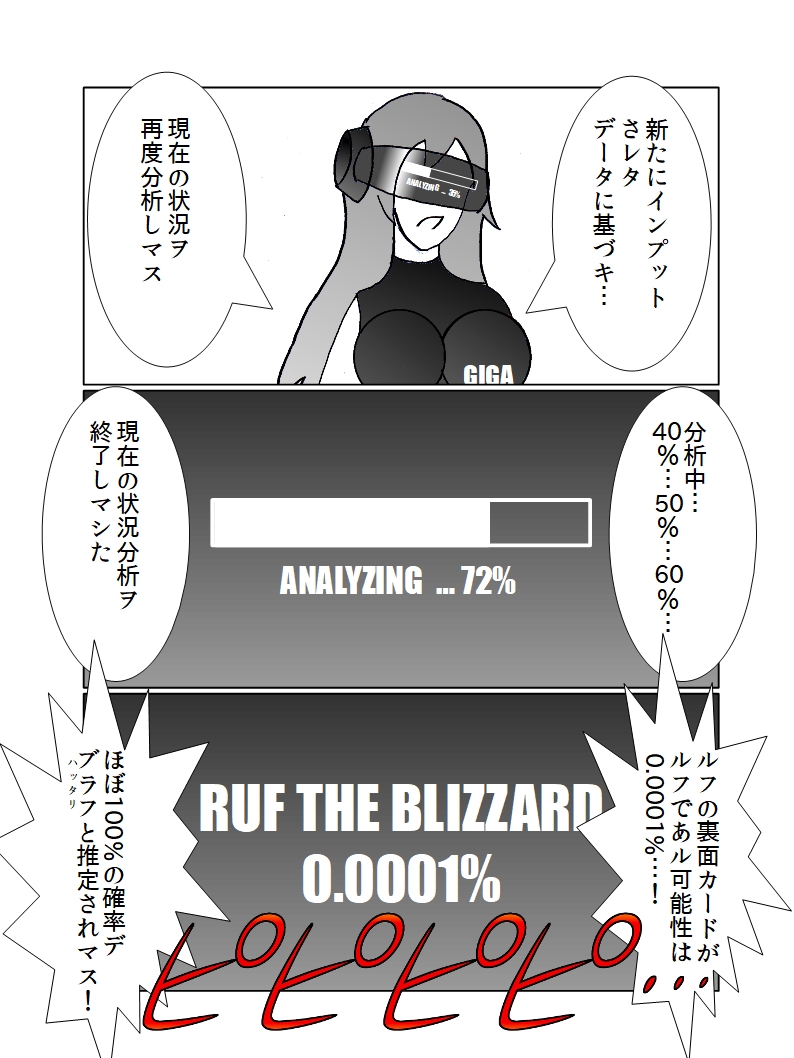 新たにインプット
さレタ
データに基づキ…
現在の状況ヲ
再度分析しマス
ANALYZING ... 36%
GIGA
分析中…
40%…50%…60%…
ANALYZING ... 72%
現在の状況分析ヲ
終了しマシた
ルフの裏面カードが
ルフであル可能性は
0.0001%…！
RUF THE BLIZZARD
0.0001%
ほぼ100%の確率デ
ブラフと推定されマス！
ハッタリ
ピピピピ・・・